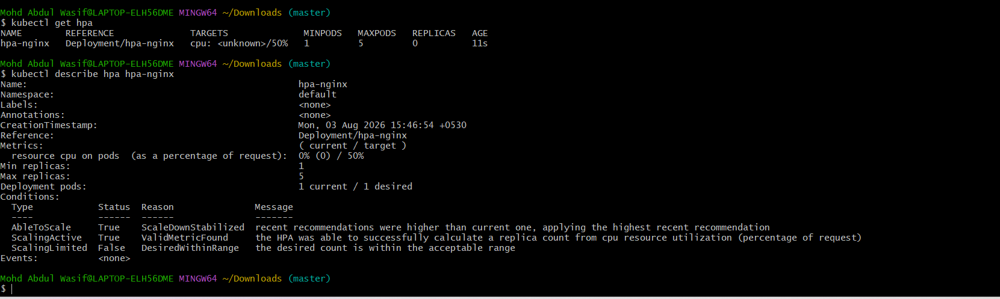 Mohd Abdul Wasif@LAPTOP-ELH56DME MINGW64 ~/Downloads (master)
$ kubectl get hpa
NAME        REFERENCE              TARGETS              MINPODS   MAXPODS   REPLICAS   AGE
hpa-nginx   Deployment/hpa-nginx   cpu: <unknown>/50%   1         5         0          11s
Mohd Abdul Wasif@LAPTOP-ELH56DME MINGW64 ~/Downloads (master)
$ kubectl describe hpa hpa-nginx
Name:                                                  hpa-nginx
Namespace:                                             default
Labels:                                                <none>
Annotations:                                           <none>
CreationTimestamp:                                     Mon, 03 Aug 2026 15:46:54 +0530
Reference:                                             Deployment/hpa-nginx
Metrics:                                               ( current / target )
  resource cpu on pods  (as a percentage of request):  0% (0) / 50%
Min replicas:                                          1
Max replicas:                                          5
Deployment pods:                                       1 current / 1 desired
Conditions:
  Type            Status  Reason               Message
  ----            ------  ------               -------
  AbleToScale     True    ScaleDownStabilized  recent recommendations were higher than current one, applying the highest recent recommendation
  ScalingActive   True    ValidMetricFound     the HPA was able to successfully calculate a replica count from cpu resource utilization (percentage of request)
  ScalingLimited  False   DesiredWithinRange   the desired count is within the acceptable range
Events:           <none>
Mohd Abdul Wasif@LAPTOP-ELH56DME MINGW64 ~/Downloads (master)
$